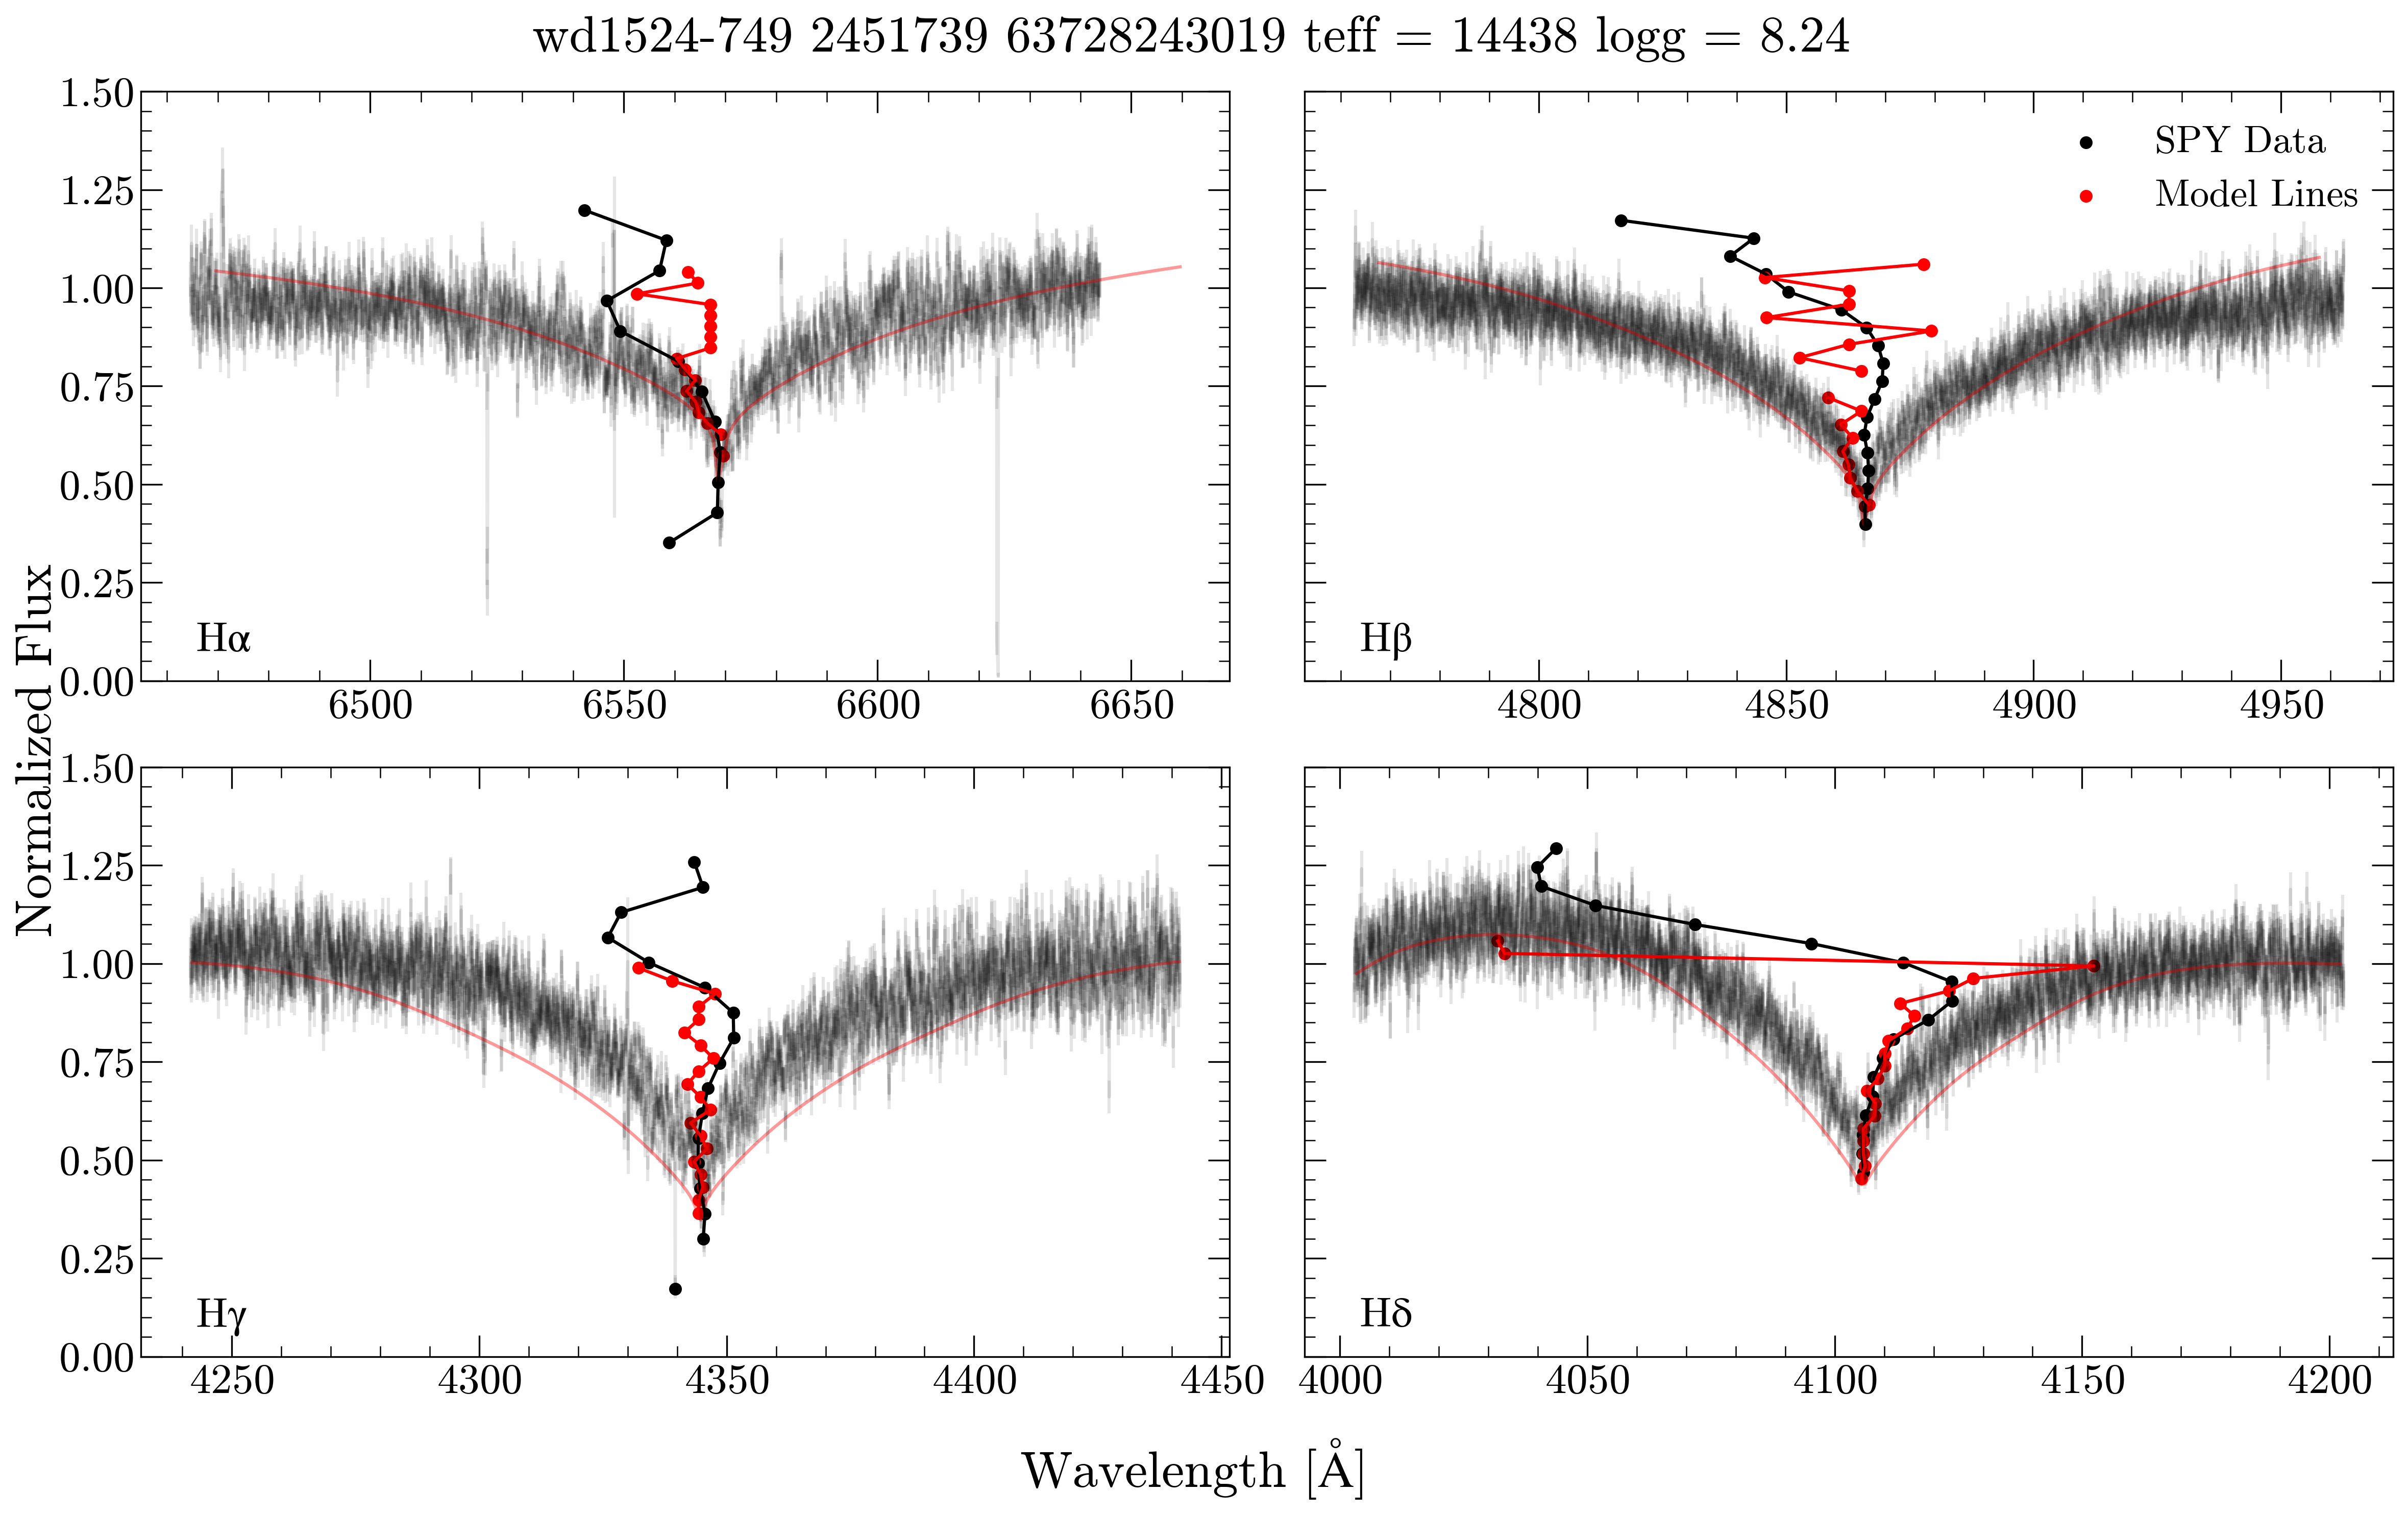 wd1524-749 2451739 63728243019 teff = 14438 logg = 8.24
Normalized Flux
1.50
1.25
1.00
0.75
0.50
0.25
0.00
Hα
6500 6550 6600 6650
SPY Data
Model Lines
Hβ
4800 4850 4900 4950
1.50
1.25
1.00
0.75
0.50
0.25
0.00
Hγ
4250 4300 4350 4400 4450
Hδ
4000 4050 4100 4150 4200
Wavelength [Å]